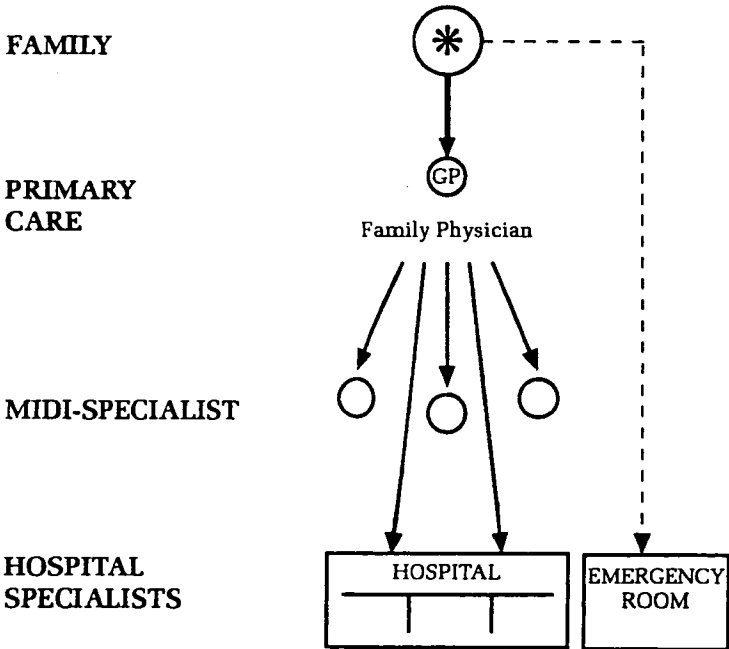 FAMILY
GP
PRIMARY
CARE
Family Physician
MIDI-SPECIALIST
HOSPITAL
SPECIALISTS
HOSPITAL
EMERGENCY
ROOM